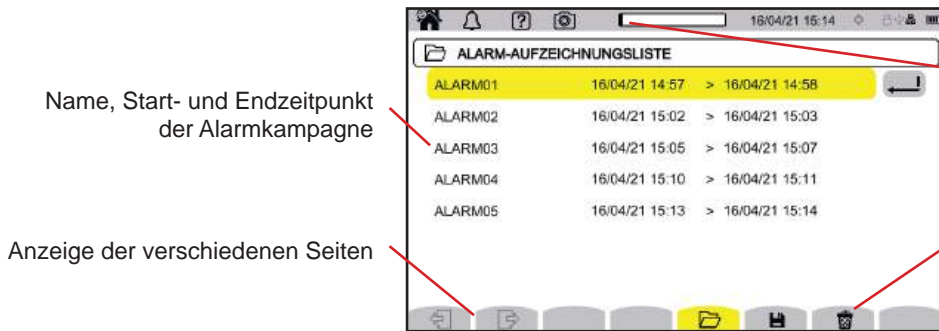 16/04/21 15:14
ALARM-AUFZEICHNUNGSLISTE
ALARM01 16/04/21 14:57 > 16/04/21 14:58
ALARM02 16/04/21 15:02 > 16/04/21 15:03
ALARM03 16/04/21 15:05 > 16/04/21 15:07
ALARM04 16/04/21 15:10 > 16/04/21 15:11
ALARM05 16/04/21 15:13 > 16/04/21 15:14
Name, Start- und Endzeitpunkt
der Alarmkampagne
Anzeige der verschiedenen Seiten